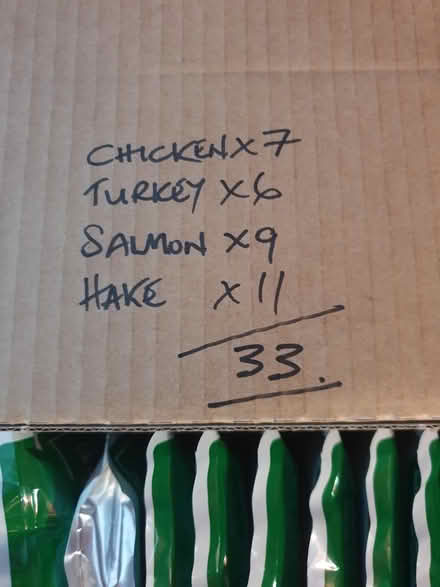 CHICKEN X 7
TURKEY X 6
SALMON X 9
HAKE X 11
33.